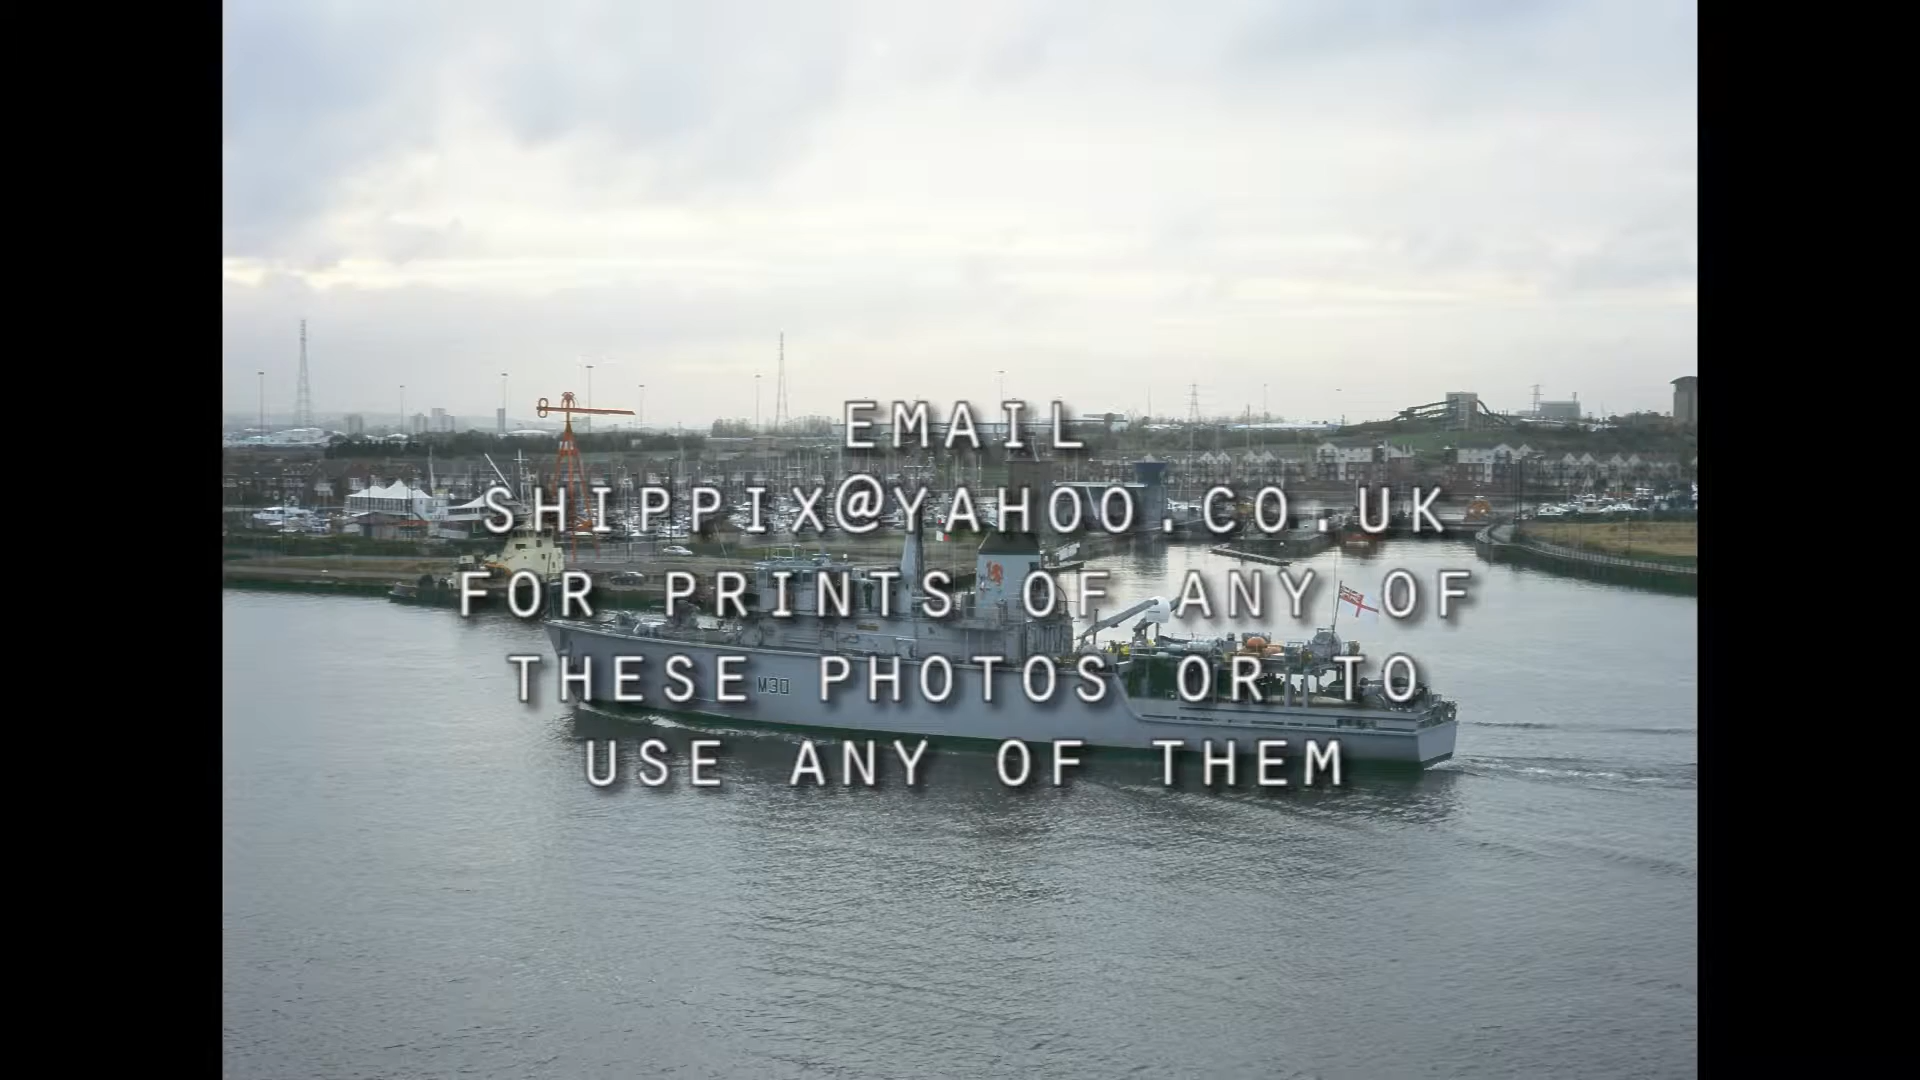 EMAIL
SHIPPIX@YAHOO.CO.UK
FOR PRINTS OF ANY OF
THESE PHOTOS OR TO
USE ANY OF THEM
M30